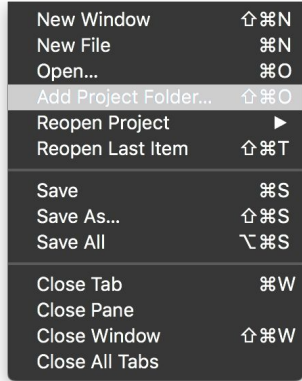 New Window ⇧⌘N
New File ⌘N
Open... ⌘O
Add Project Folder... ⇧⌘O
Reopen Project ▶
Reopen Last Item ⇧⌘T
Save ⌘S
Save As... ⇧⌘S
Save All ⌥⌘S
Close Tab ⌘W
Close Pane
Close Window ⇧⌘W
Close All Tabs